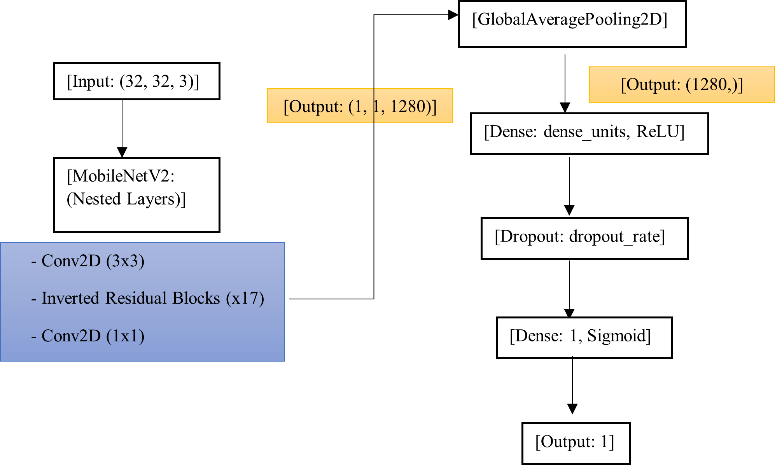 [Input: (32, 32, 3)]
[MobileNetV2:
(Nested Layers)]
- Conv2D (3x3)
- Inverted Residual Blocks (x17)
- Conv2D (1x1)
[Output: (1, 1, 1280)]
[GlobalAveragePooling2D]
[Output: (1280,)]
[Dense: dense_units, ReLU]
[Dropout: dropout_rate]
[Dense: 1, Sigmoid]
[Output: 1]